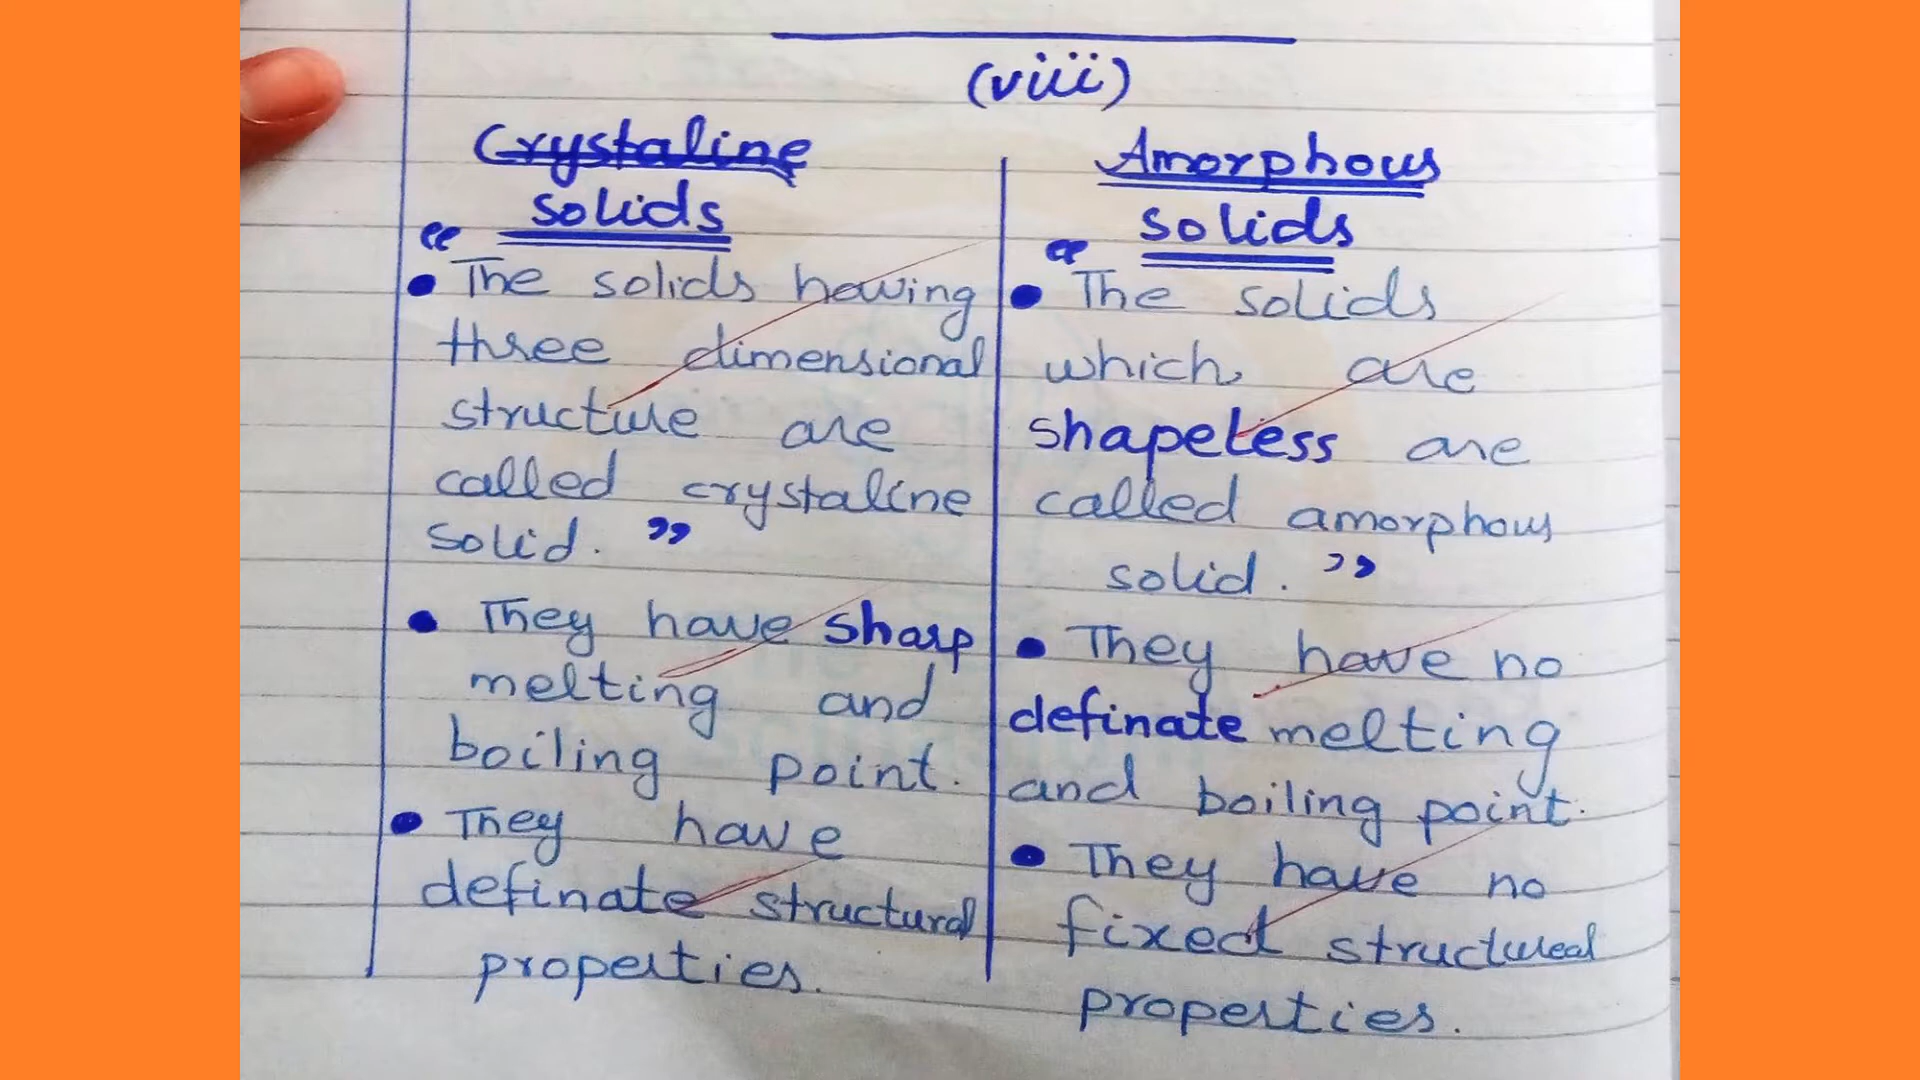 (viii)
Crystaline
solids
“
• The solids having
three dimensional
structure are
called crystaline
solid. ”
• They have sharp
melting and
boiling point.
• They have
definate structural
properties.
Amorphous
solids
“
• The solids
which are
shapeless are
called amorphous
solid. ”
• They have no
definate melting
and boiling point.
• They have no
fixed structureal
properties.